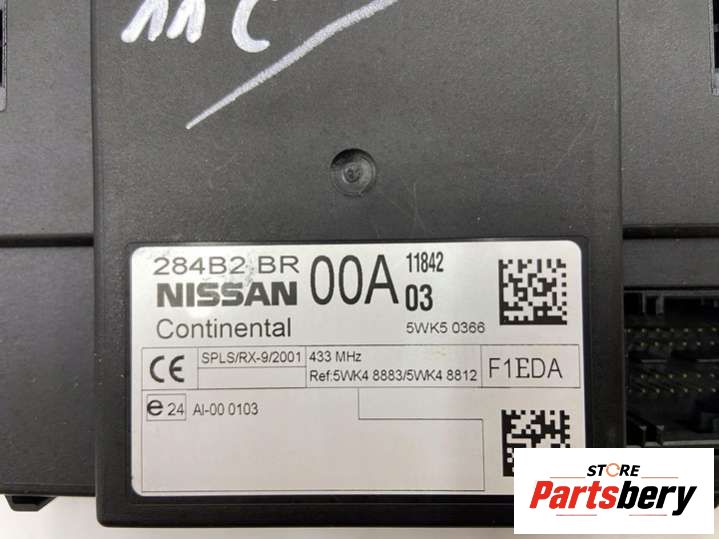 11 C
284B2 BR 00A 11842
NISSAN 03
Continental 5WK5 0366
CE SPLS/RX-9/2001 433 MHz
Ref:5WK4 8883/5WK4 8812 F1EDA
e 24 AI-00 0103
STORE
Partsbery